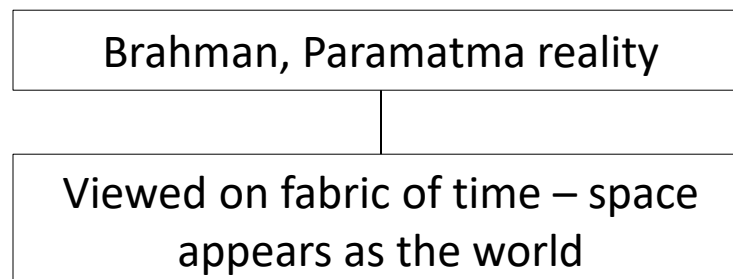 Brahman, Paramatma reality
Viewed on fabric of time – space
appears as the world